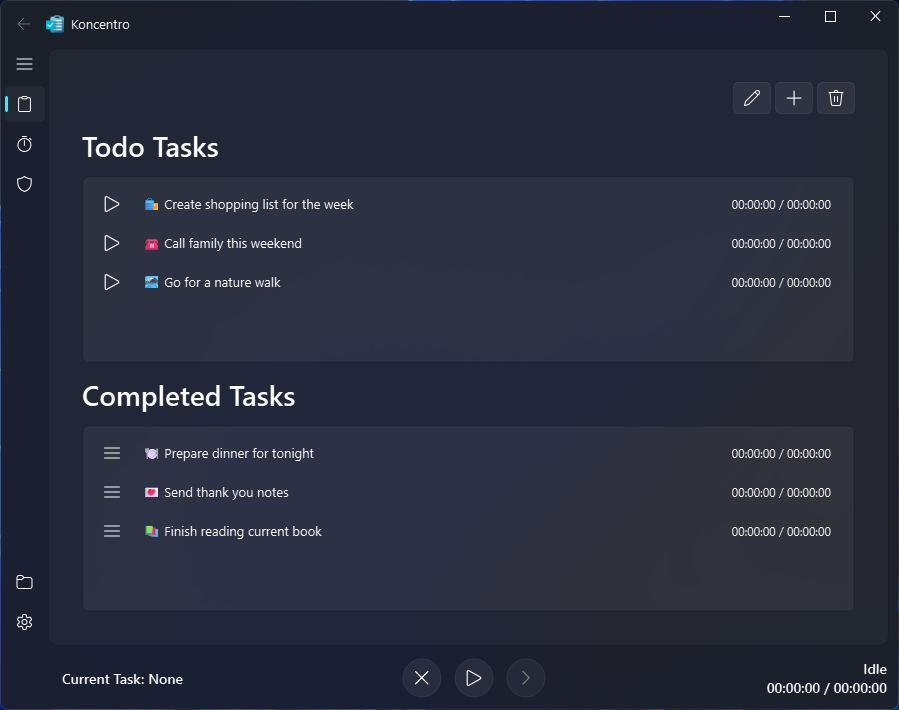 Koncentro
Todo Tasks
Create shopping list for the week 00:00:00 / 00:00:00
Call family this weekend 00:00:00 / 00:00:00
Go for a nature walk 00:00:00 / 00:00:00
Completed Tasks
Prepare dinner for tonight 00:00:00 / 00:00:00
Send thank you notes 00:00:00 / 00:00:00
Finish reading current book 00:00:00 / 00:00:00
Current Task: None
Idle
00:00:00 / 00:00:00